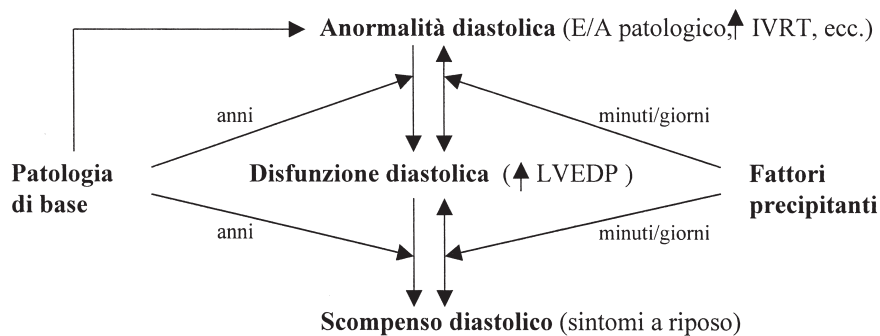 Anormalità diastolica (E/A patologico,↑ IVRT, ecc.)
anni
minuti/giorni
Patologia
di base
Disfunzione diastolica (↑ LVEDP )
Fattori
precipitanti
anni
minuti/giorni
Scompenso diastolico (sintomi a riposo)